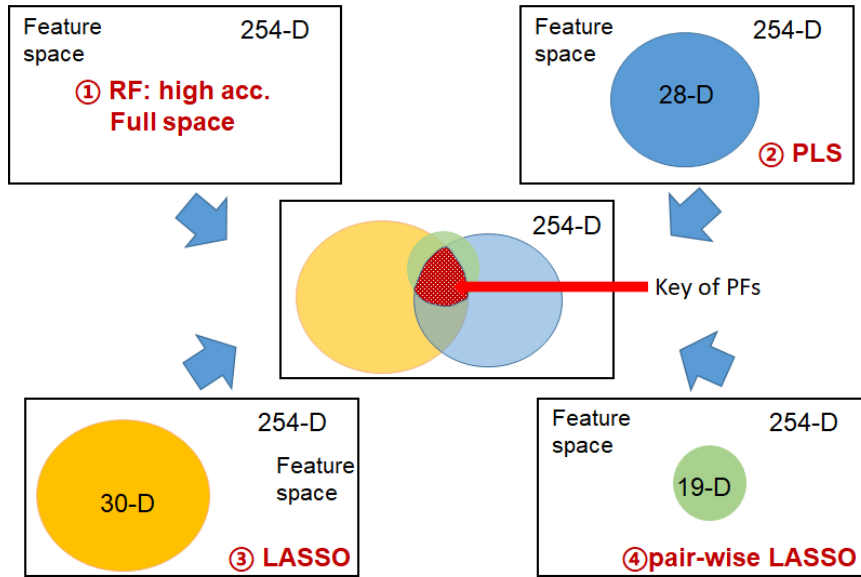 Feature
space
254-D
① RF: high acc.
Full space
Feature
space
254-D
28-D
② PLS
254-D
Key of PFs
254-D
Feature
space
30-D
③ LASSO
Feature
space
254-D
19-D
④pair-wise LASSO